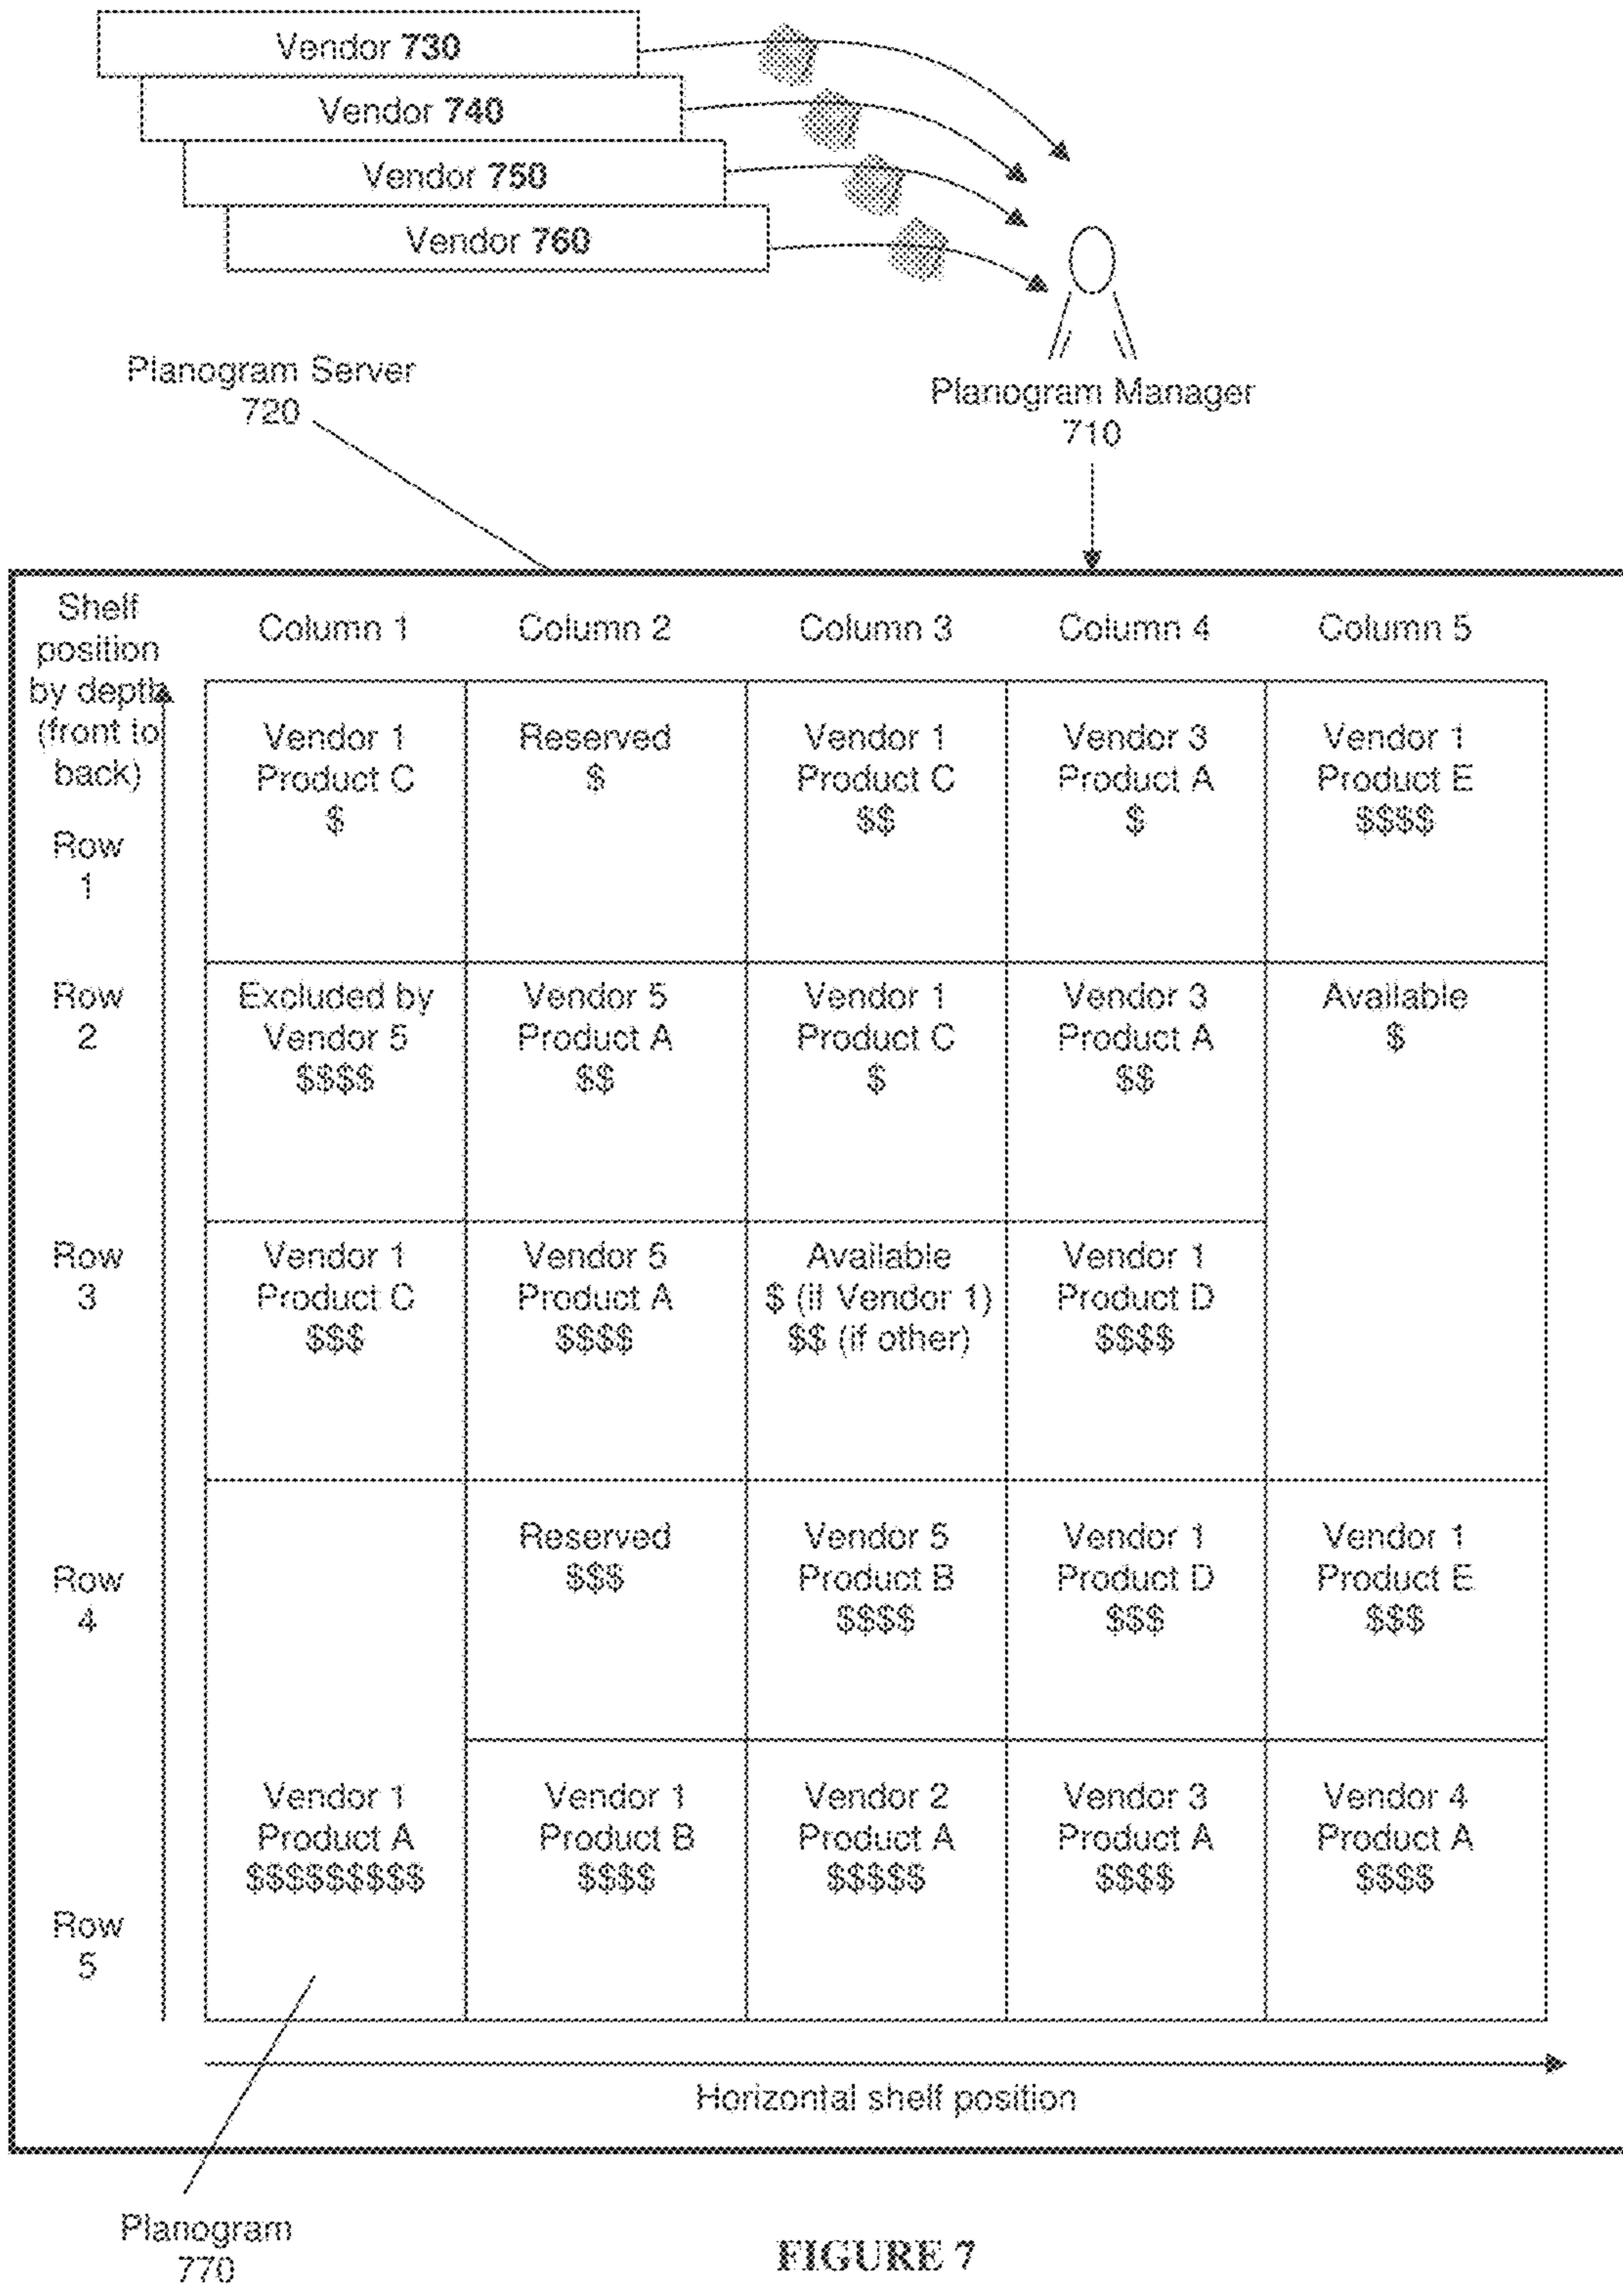 Vendor 730
Vendor 740
Vendor 750
Vendor 760
Planogram Server
720
Planogram Manager
710
Shelf
position
by depth
(front to
back)
Column 1
Column 2
Column 3
Column 4
Column 5
Row
1
Vendor 1
Product C
$
Reserved
$
Vendor 1
Product C
$$
Vendor 3
Product A
$
Vendor 1
Product E
$$$$
Row
2
Excluded by
Vendor 5
$$$$
Vendor 5
Product A
$$
Vendor 1
Product C
$
Vendor 3
Product A
$$
Available
$
Row
3
Vendor 1
Product C
$$$
Vendor 5
Product A
$$$$
Available
$ (if Vendor 1)
$$ (if other)
Vendor 1
Product D
$$$$
Row
4
Reserved
$$$
Vendor 5
Product B
$$$$
Vendor 1
Product D
$$$
Vendor 1
Product E
$$$
Row
5
Vendor 1
Product A
$$$$$$$$$
Vendor 1
Product B
$$$$
Vendor 2
Product A
$$$$$
Vendor 3
Product A
$$$$
Vendor 4
Product A
$$$$
Horizontal shelf position
Planogram
770
FIGURE 7